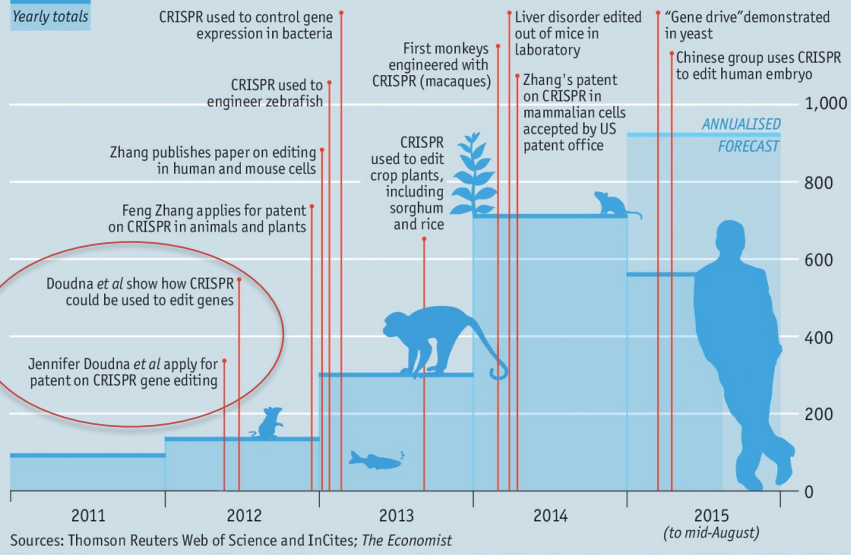 Yearly totals
CRISPR used to control gene
expression in bacteria
CRISPR used to
engineer zebrafish
Zhang publishes paper on editing
in human and mouse cells
Feng Zhang applies for patent
on CRISPR in animals and plants
Doudna et al show how CRISPR
could be used to edit genes
Jennifer Doudna et al apply for
patent on CRISPR gene editing
First monkeys
engineered with
CRISPR (macaques)
CRISPR
used to edit
crop plants,
including
sorghum
and rice
Liver disorder edited
out of mice in
laboratory
Zhang's patent
on CRISPR in
mammalian cells
accepted by US
patent office
“Gene drive”demonstrated
in yeast
Chinese group uses CRISPR
to edit human embryo
ANNUALISED
FORECAST
1,000
800
600
400
200
0
2011
2012
2013
2014
2015
(to mid-August)
Sources: Thomson Reuters Web of Science and InCites; The Economist